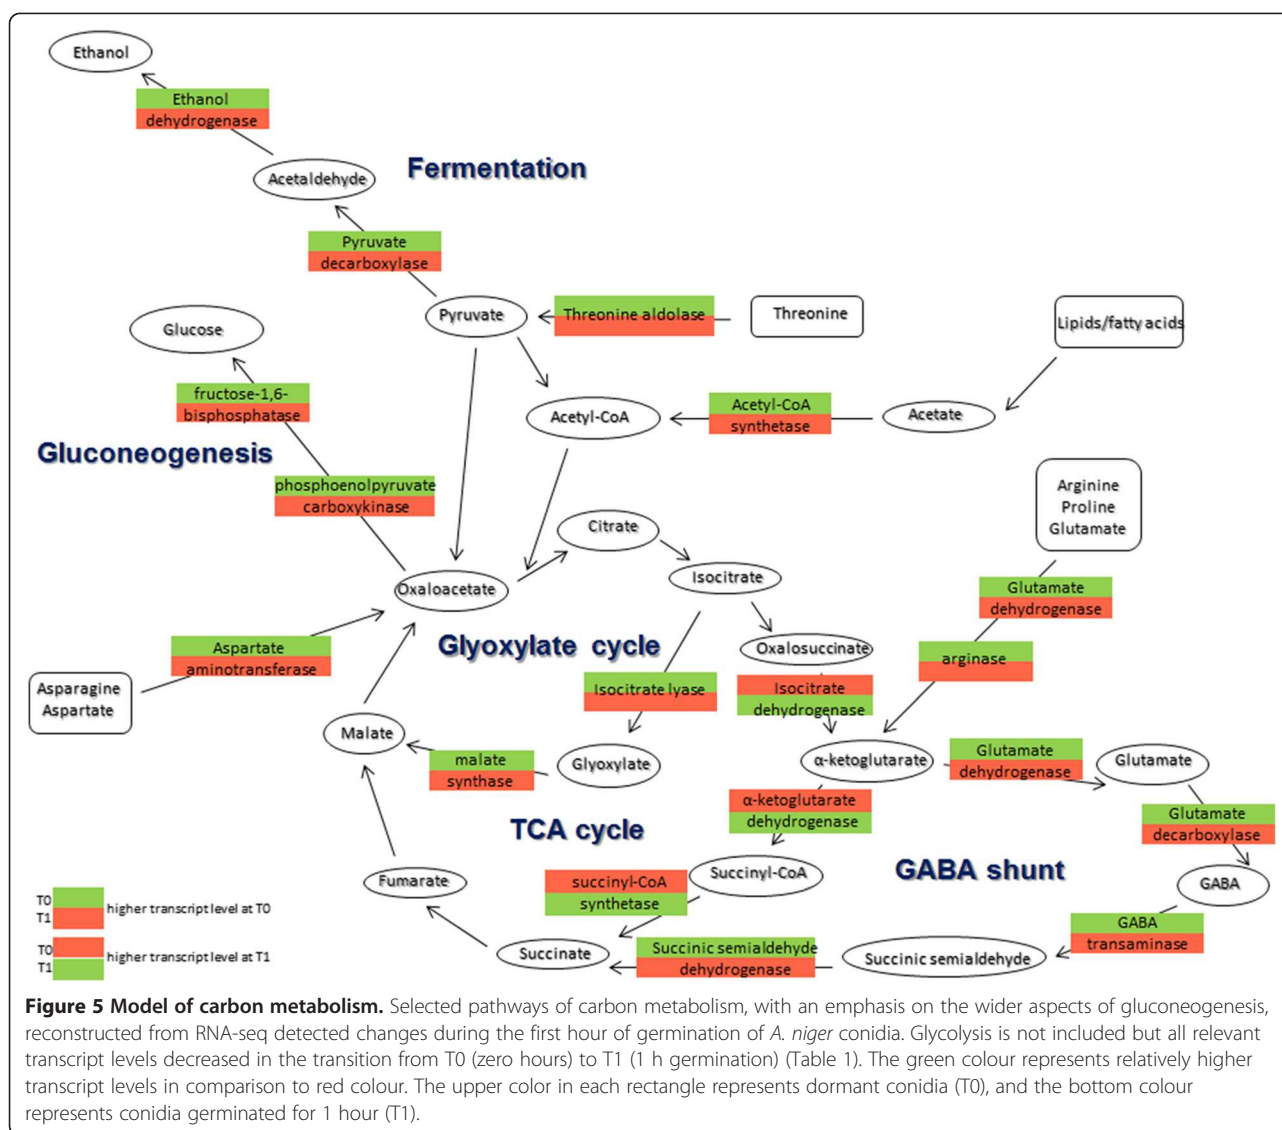 Ethanol
Ethanol
dehydrogenase
Acetaldehyde
Fermentation
Pyruvate
decarboxylase
Pyruvate
Threonine aldolase
Threonine
Lipids/fatty acids
Glucose
fructose-1,6-
bisphosphatase
Acetyl-CoA
Acetyl-CoA
synthetase
Acetate
Gluconeogenesis
phosphoenolpyruvate
carboxykinase
Arginine
Proline
Glutamate
Citrate
Isocitrate
Oxaloacetate
Glutamate
dehydrogenase
Glyoxylate cycle
Oxalosuccinate
Aspartate
aminotransferase
arginase
Asparagine
Aspartate
Isocitrate lyase
Isocitrate
dehydrogenase
Malate
malate
synthase
Glyoxylate
α-ketoglutarate
Glutamate
dehydrogenase
Glutamate
TCA cycle
α-ketoglutarate
dehydrogenase
Glutamate
decarboxylase
GABA shunt
Fumarate
succinyl-CoA
synthetase
Succinyl-CoA
GABA
T0
T1
higher transcript level at T0
T0
T1
higher transcript level at T1
Succinate
Succinic semialdehyde
dehydrogenase
Succinic semialdehyde
GABA
transaminase
Figure 5 Model of carbon metabolism. Selected pathways of carbon metabolism, with an emphasis on the wider aspects of gluconeogenesis,
reconstructed from RNA-seq detected changes during the first hour of germination of A. niger conidia. Glycolysis is not included but all relevant
transcript levels decreased in the transition from T0 (zero hours) to T1 (1 h germination) (Table 1). The green colour represents relatively higher
transcript levels in comparison to red colour. The upper color in each rectangle represents dormant conidia (T0), and the bottom colour
represents conidia germinated for 1 hour (T1).